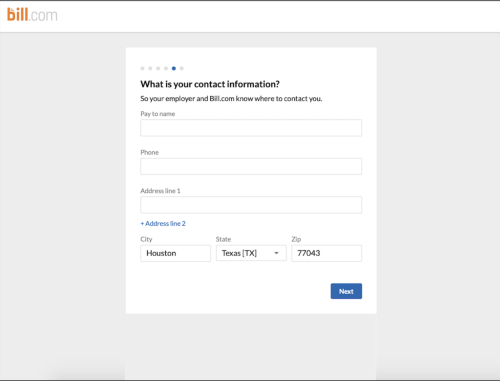 bill.com
What is your contact information?
So your employer and Bill.com know where to contact you.
Pay to name
Phone
Address line 1
+ Address line 2
City State Zip
Houston Texas [TX] 77043
Next